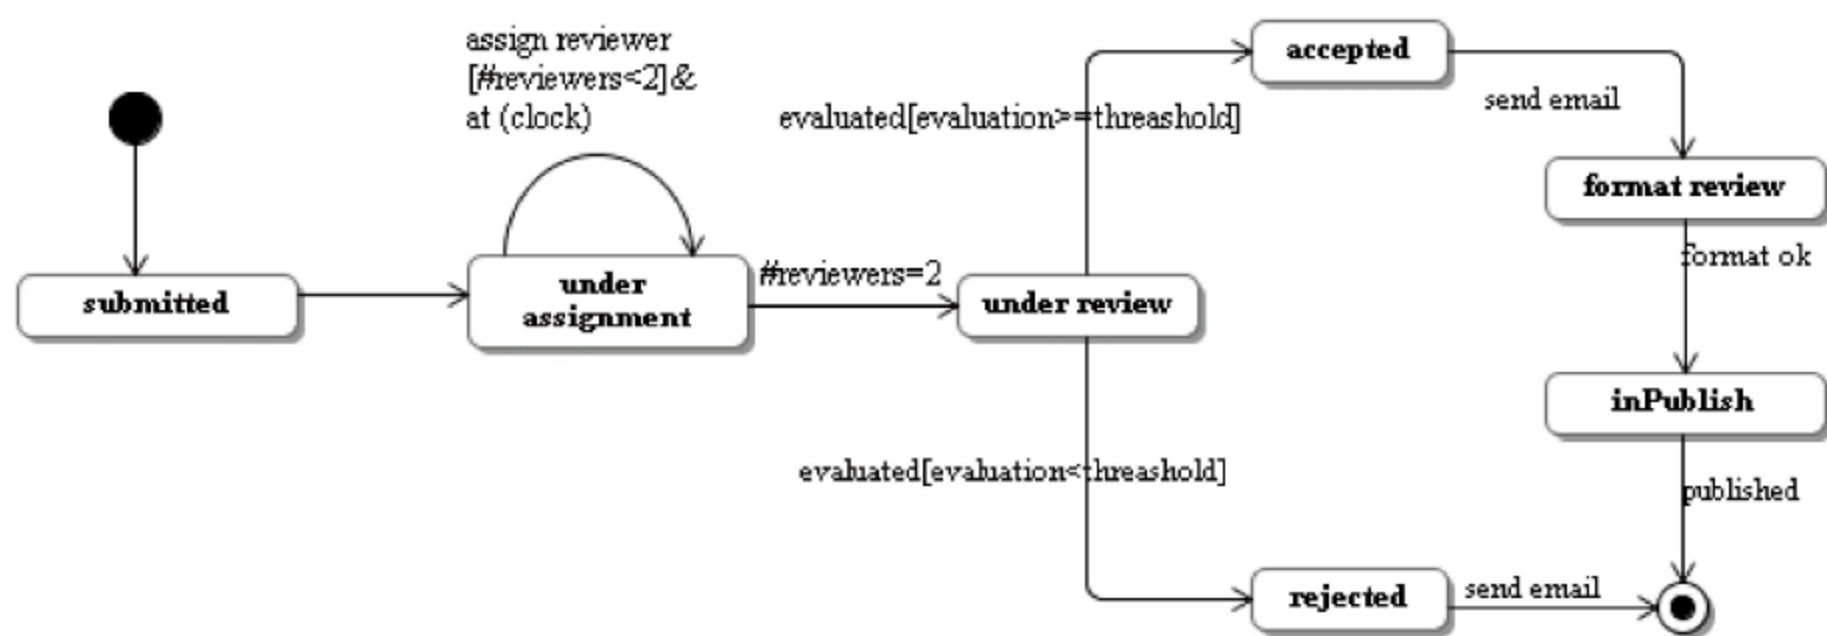 assign reviewer
[#reviewers<2]&
at (clock)
evaluated[evaluation>=threashold]
accepted
send email
format review
format ok
submitted
under
assignment
#reviewers=2
under review
inPublish
evaluated[evaluation<threashold]
published
rejected
send email